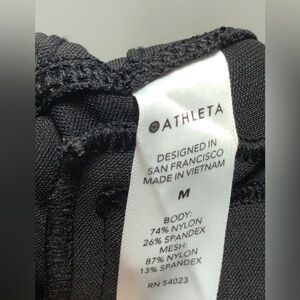 ATHLETA
DESIGNED IN
SAN FRANCISCO
MADE IN VIETNAM
M
BODY:
74% NYLON
26% SPANDEX
MESH:
87% NYLON
13% SPANDEX
RN 54023